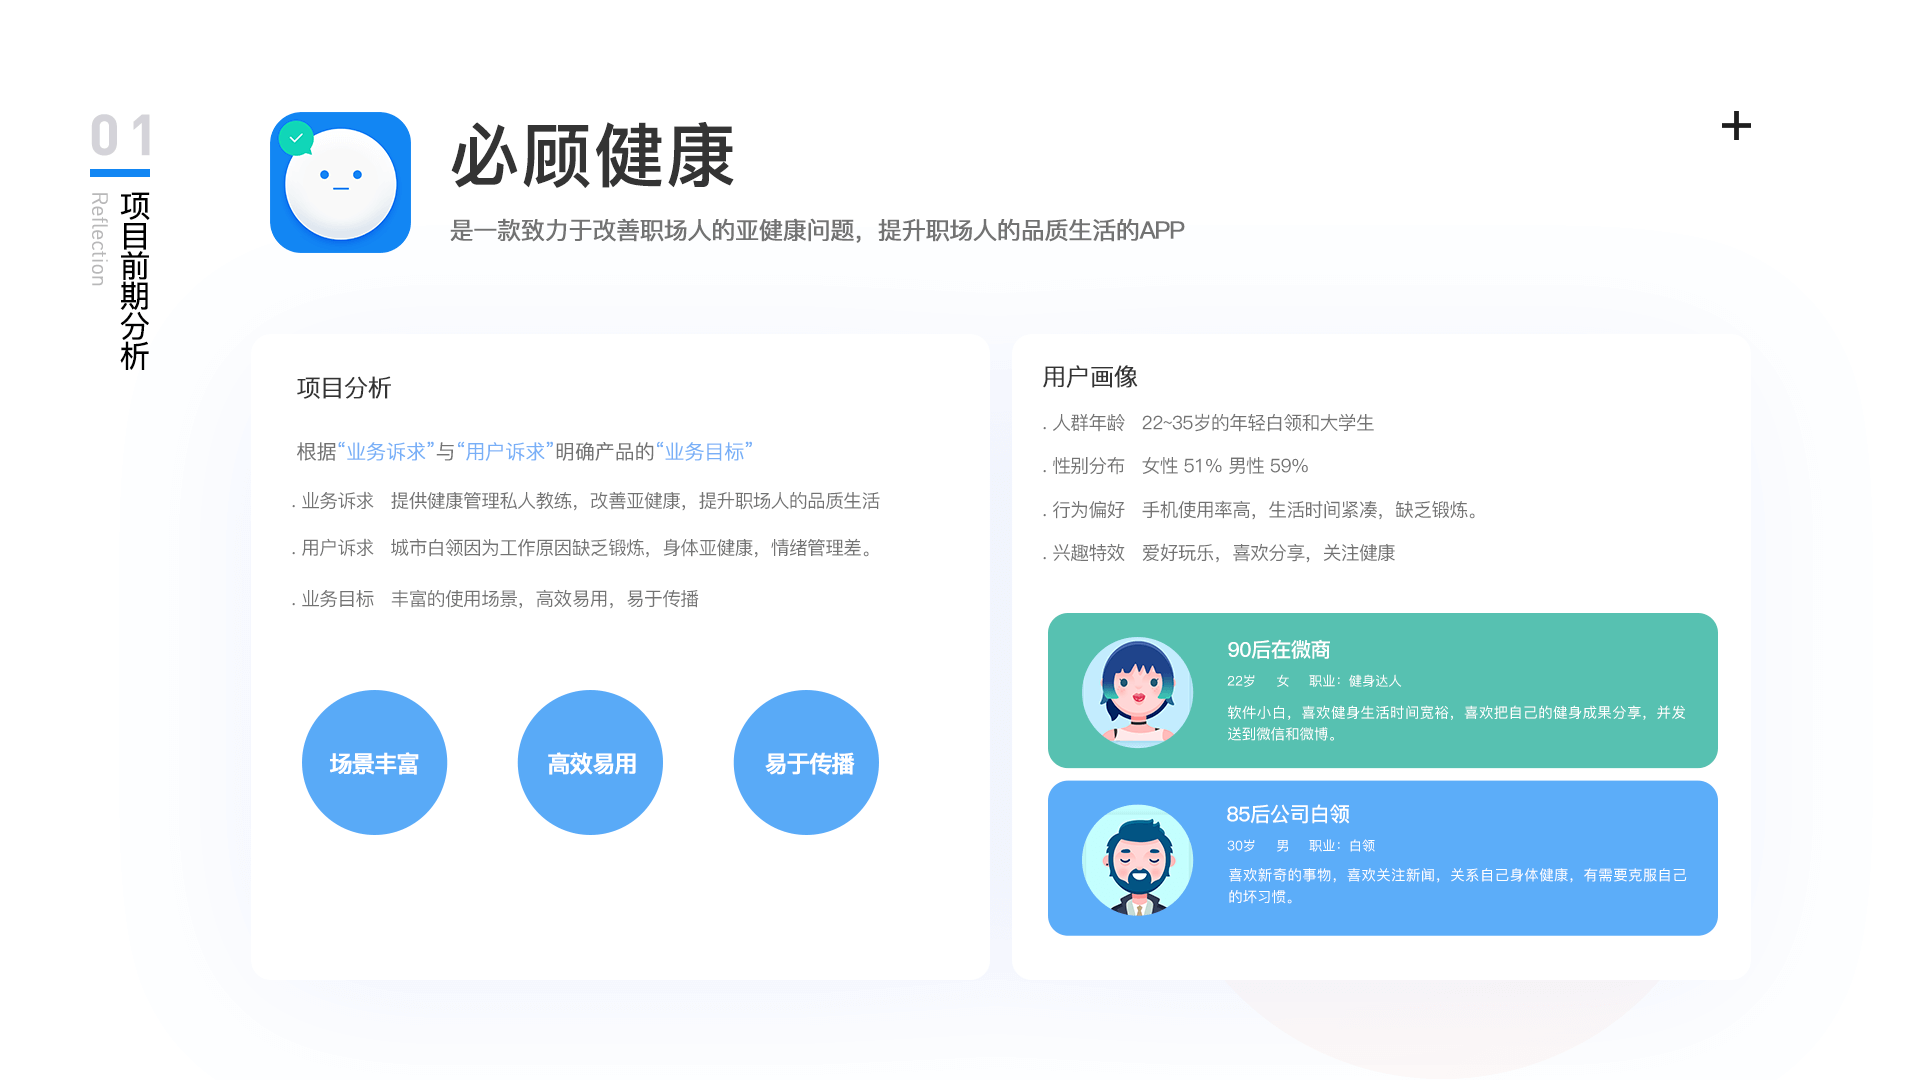 01
项目前期分析
Reflection
必顾健康
是一款致力于改善职场人的亚健康问题，提升职场人的品质生活的APP
项目分析
根据“业务诉求”与“用户诉求”明确产品的“业务目标”
. 业务诉求 提供健康管理私人教练，改善亚健康，提升职场人的品质生活
. 用户诉求 城市白领因为工作原因缺乏锻炼，身体亚健康，情绪管理差。
. 业务目标 丰富的使用场景，高效易用，易于传播
场景丰富
高效易用
易于传播
用户画像
. 人群年龄 22~35岁的年轻白领和大学生
. 性别分布 女性 51% 男性 59%
. 行为偏好 手机使用率高，生活时间紧凑，缺乏锻炼。
. 兴趣特效 爱好玩乐，喜欢分享，关注健康
90后在微商
22岁 女 职业：健身达人
软件小白，喜欢健身生活时间宽裕，喜欢把自己的健身成果分享，并发
送到微信和微博。
85后公司白领
30岁 男 职业：白领
喜欢新奇的事物，喜欢关注新闻，关系自己身体健康，有需要克服自己
的坏习惯。